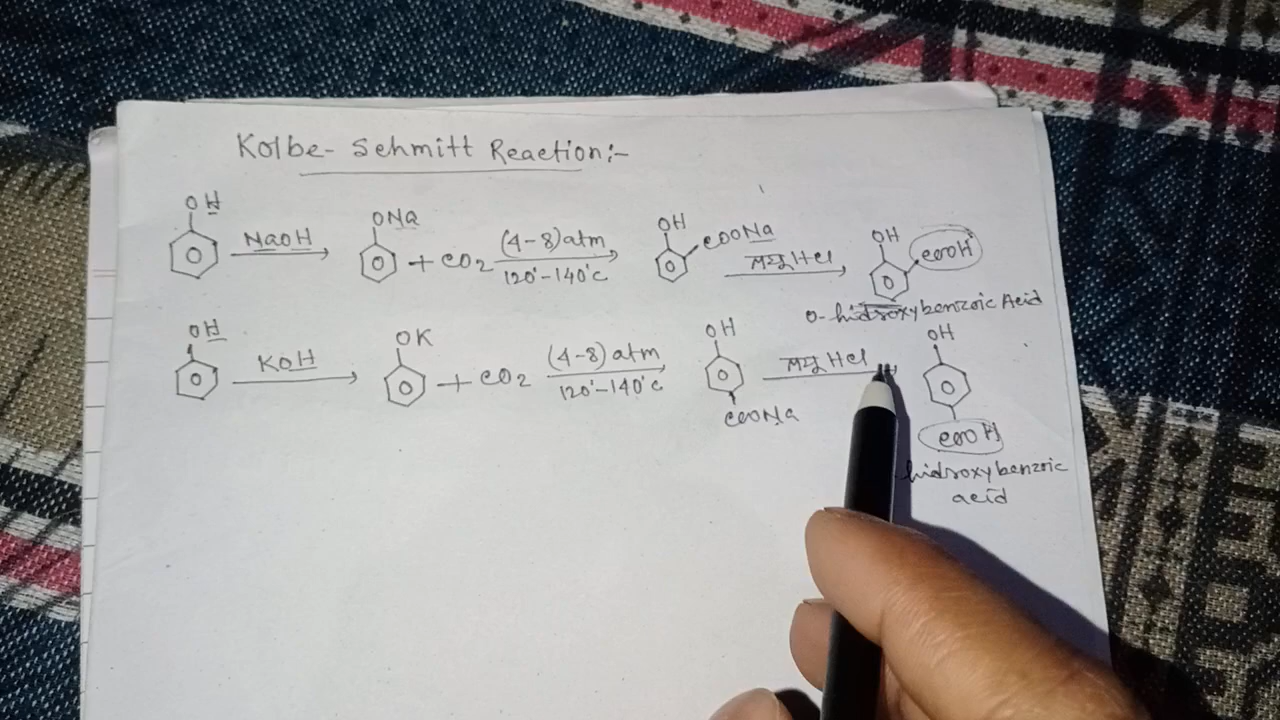 Kolbe- Schmitt Reaction:-
OH NaOH ONa + CO2 (4-8)atm 120°-140°C OH COONa লঘু HCl OH COOH
O-hidroxybenzoic Acid
OH KOH OK + CO2 (4-8)atm 120°-140°C OH COONa লঘু HCl OH COOH
hidroxybenzoic
acid